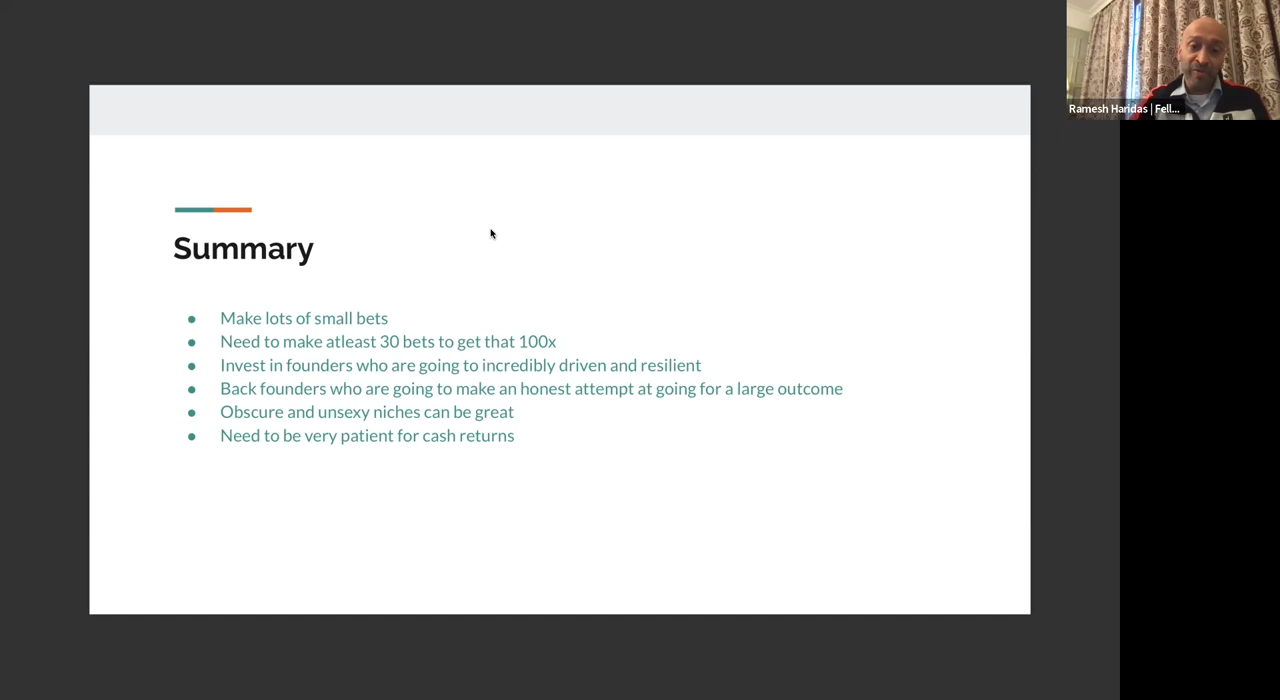 Ramesh Haridas | Fell...
Summary
● Make lots of small bets
● Need to make atleast 30 bets to get that 100x
● Invest in founders who are going to incredibly driven and resilient
● Back founders who are going to make an honest attempt at going for a large outcome
● Obscure and unsexy niches can be great
● Need to be very patient for cash returns